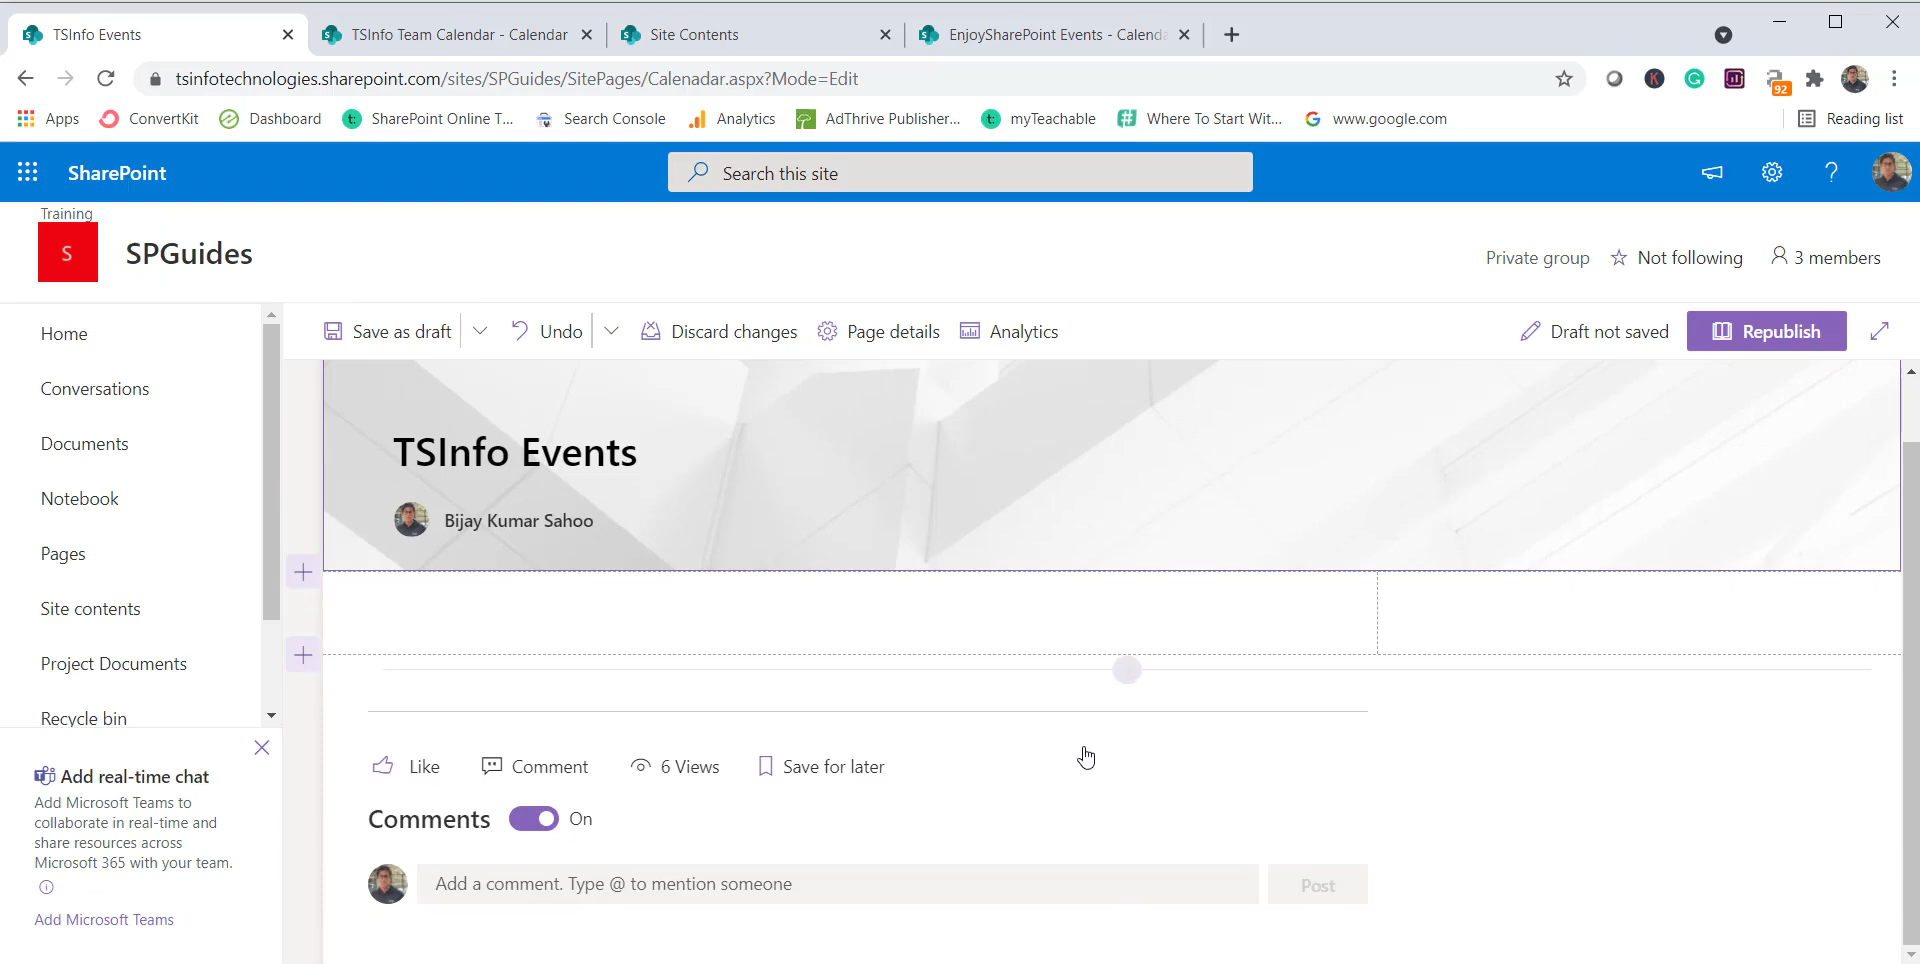 TSInfo Events
TSInfo Team Calendar - Calendar
Site Contents
EnjoySharePoint Events - Calenda
tsinfotechnologies.sharepoint.com/sites/SPGuides/SitePages/Calenadar.aspx?Mode=Edit
92
Apps
ConvertKit
Dashboard
SharePoint Online T...
Search Console
Analytics
AdThrive Publisher...
myTeachable
Where To Start Wit...
www.google.com
Reading list
SharePoint
Search this site
Training
S
SPGuides
Private group
Not following
3 members
Home
Conversations
Documents
Notebook
Pages
Site contents
Project Documents
Recycle bin
Save as draft
Undo
Discard changes
Page details
Analytics
Draft not saved
Republish
TSInfo Events
Bijay Kumar Sahoo
Like
Comment
6 Views
Save for later
Comments
On
Add a comment. Type @ to mention someone
Post
Add real-time chat
Add Microsoft Teams to
collaborate in real-time and
share resources across
Microsoft 365 with your team.
Add Microsoft Teams